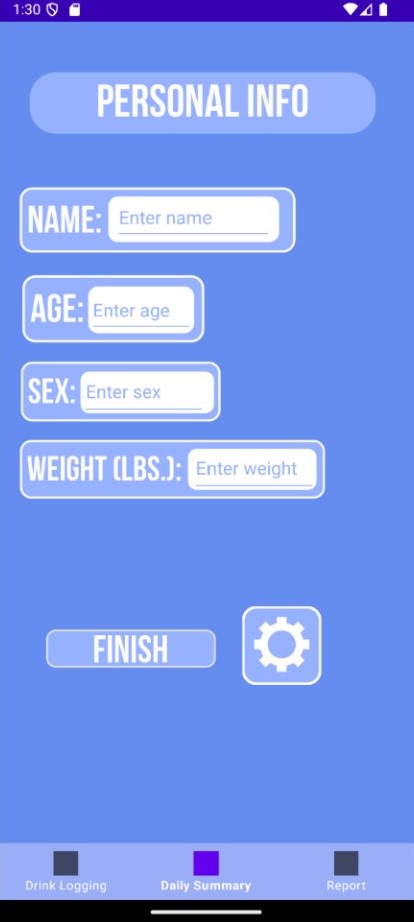 1:30
PERSONAL INFO
NAME: Enter name
AGE: Enter age
SEX: Enter sex
WEIGHT (LBS.): Enter weight
FINISH
Drink Logging Daily Summary Report